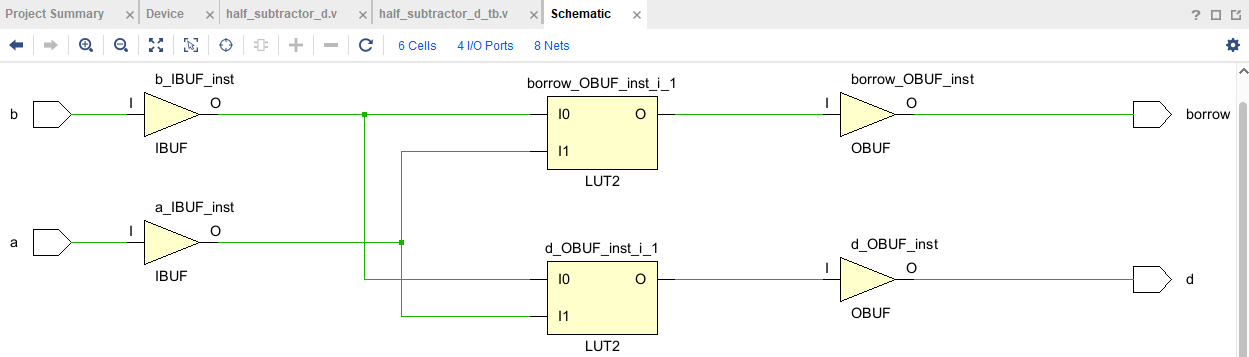 Project Summary × Device × half_subtractor_d.v × half_subtractor_d_tb.v × Schematic × ?
6 Cells 4 I/O Ports 8 Nets
b_IBUF_inst borrow_OBUF_inst_i_1 borrow_OBUF_inst
b I O I0 O I O borrow
IBUF I1 OBUF
LUT2
a_IBUF_inst
a I O
IBUF
d_OBUF_inst_i_1 d_OBUF_inst
I0 O I O d
I1 OBUF
LUT2